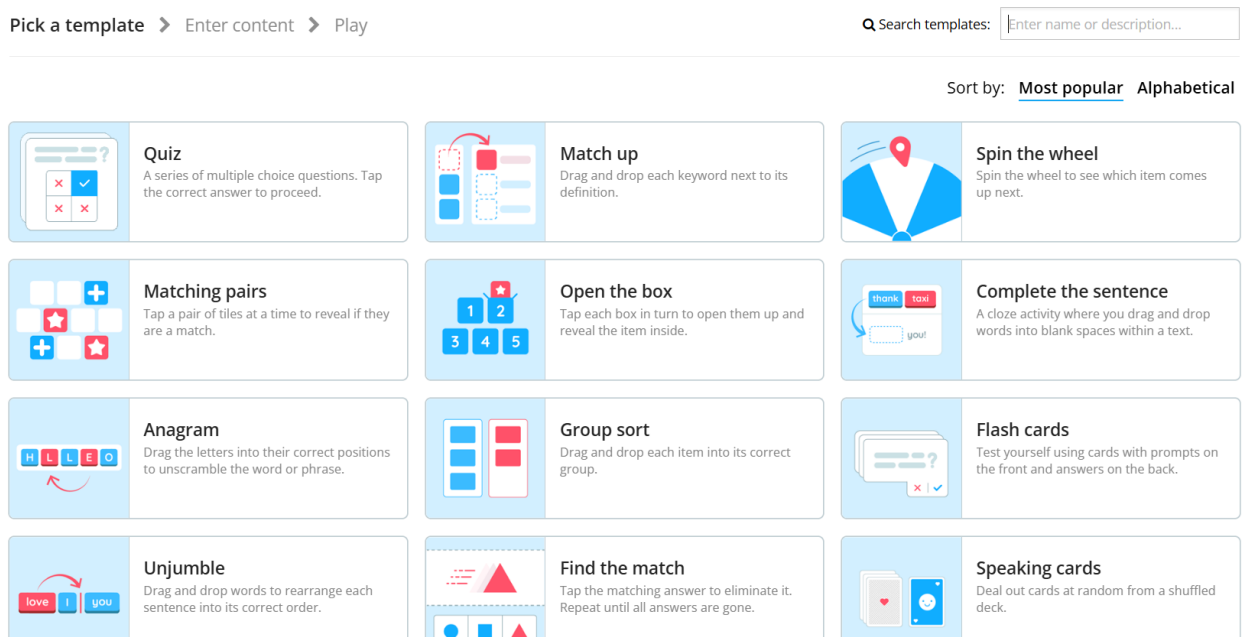 Pick a template > Enter content > Play
Search templates: Enter name or description...
Sort by: Most popular Alphabetical
?
Quiz
A series of multiple choice questions. Tap
the correct answer to proceed.
Match up
Drag and drop each keyword next to its
definition.
Spin the wheel
Spin the wheel to see which item comes
up next.
Matching pairs
Tap a pair of tiles at a time to reveal if they
are a match.
1 2
3 4 5
Open the box
Tap each box in turn to open them up and
reveal the item inside.
thank taxi
you!
Complete the sentence
A cloze activity where you drag and drop
words into blank spaces within a text.
H L L E O
Anagram
Drag the letters into their correct positions
to unscramble the word or phrase.
Group sort
Drag and drop each item into its correct
group.
?
Flash cards
Test yourself using cards with prompts on
the front and answers on the back.
love I you
Unjumble
Drag and drop words to rearrange each
sentence into its correct order.
Find the match
Tap the matching answer to eliminate it.
Repeat until all answers are gone.
Speaking cards
Deal out cards at random from a shuffled
deck.